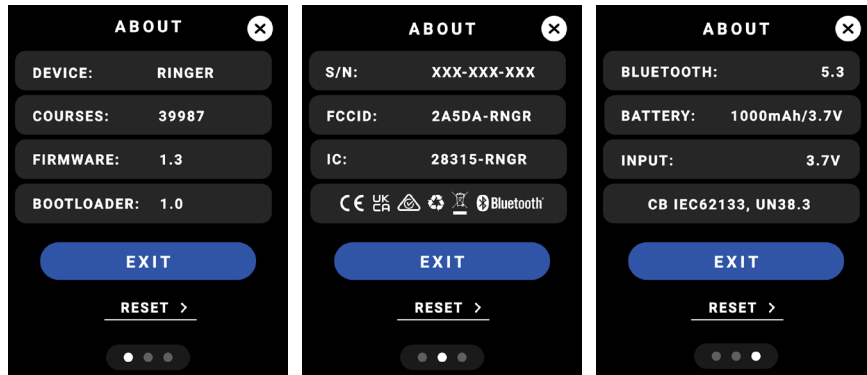 ABOUT
DEVICE: RINGER
COURSES: 39987
FIRMWARE: 1.3
BOOTLOADER: 1.0
EXIT
RESET >
ABOUT
S/N: XXX-XXX-XXX
FCCID: 2A5DA-RNGR
IC: 28315-RNGR
CE UK CA Bluetooth
EXIT
RESET >
ABOUT
BLUETOOTH: 5.3
BATTERY: 1000mAh/3.7V
INPUT: 3.7V
CB IEC62133, UN38.3
EXIT
RESET >